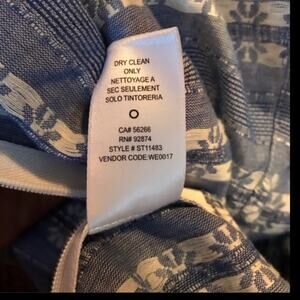 DRY CLEAN
ONLY
NETTOYAGE A
SEC SEULEMENT
SOLO TINTORERIA
CA# 56266
RN# 92874
STYLE # ST11483
VENDOR CODE:WE0017